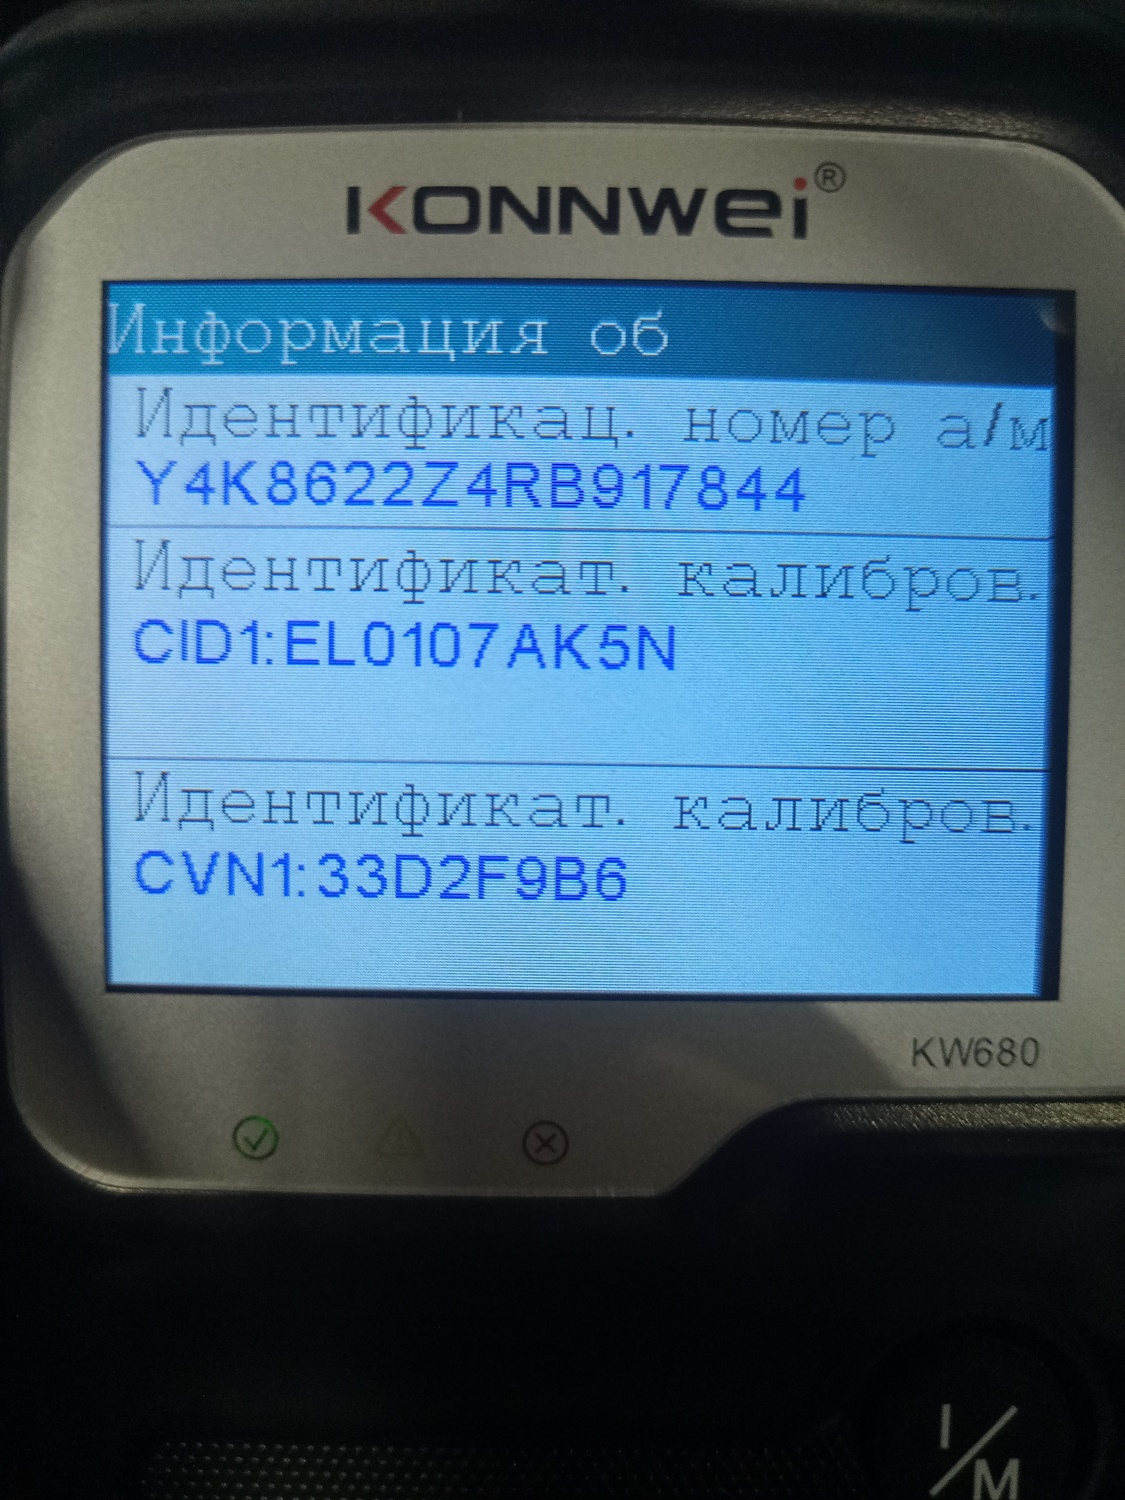 KONNWEI®
Информация об
Идентификац. номер а/м
Y4K8622Z4RB917844
Идентификат. калибров.
CID1:EL0107AK5N
Идентификат. калибров.
CVN1:33D2F9B6
KW680
I/M